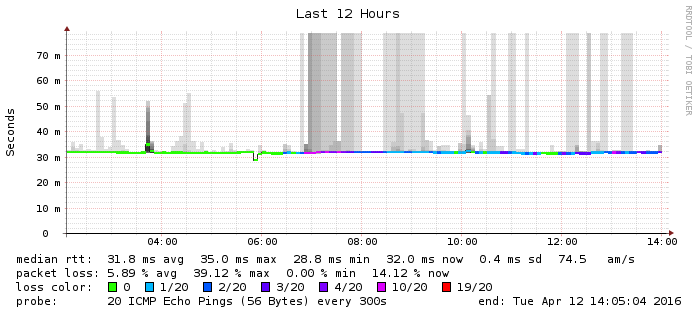 Last 12 Hours
RRDTOOL / TOBI OETIKER
Seconds
70 m
60 m
50 m
40 m
30 m
20 m
10 m
0
04:00 06:00 08:00 10:00 12:00 14:00
median rtt: 31.8 ms avg 35.0 ms max 28.8 ms min 32.0 ms now 0.4 ms sd 74.5 am/s
packet loss: 5.89 % avg 39.12 % max 0.00 % min 14.12 % now
loss color: 0 1/20 2/20 3/20 4/20 10/20 19/20
probe: 20 ICMP Echo Pings (56 Bytes) every 300s end: Tue Apr 12 14:05:04 2016